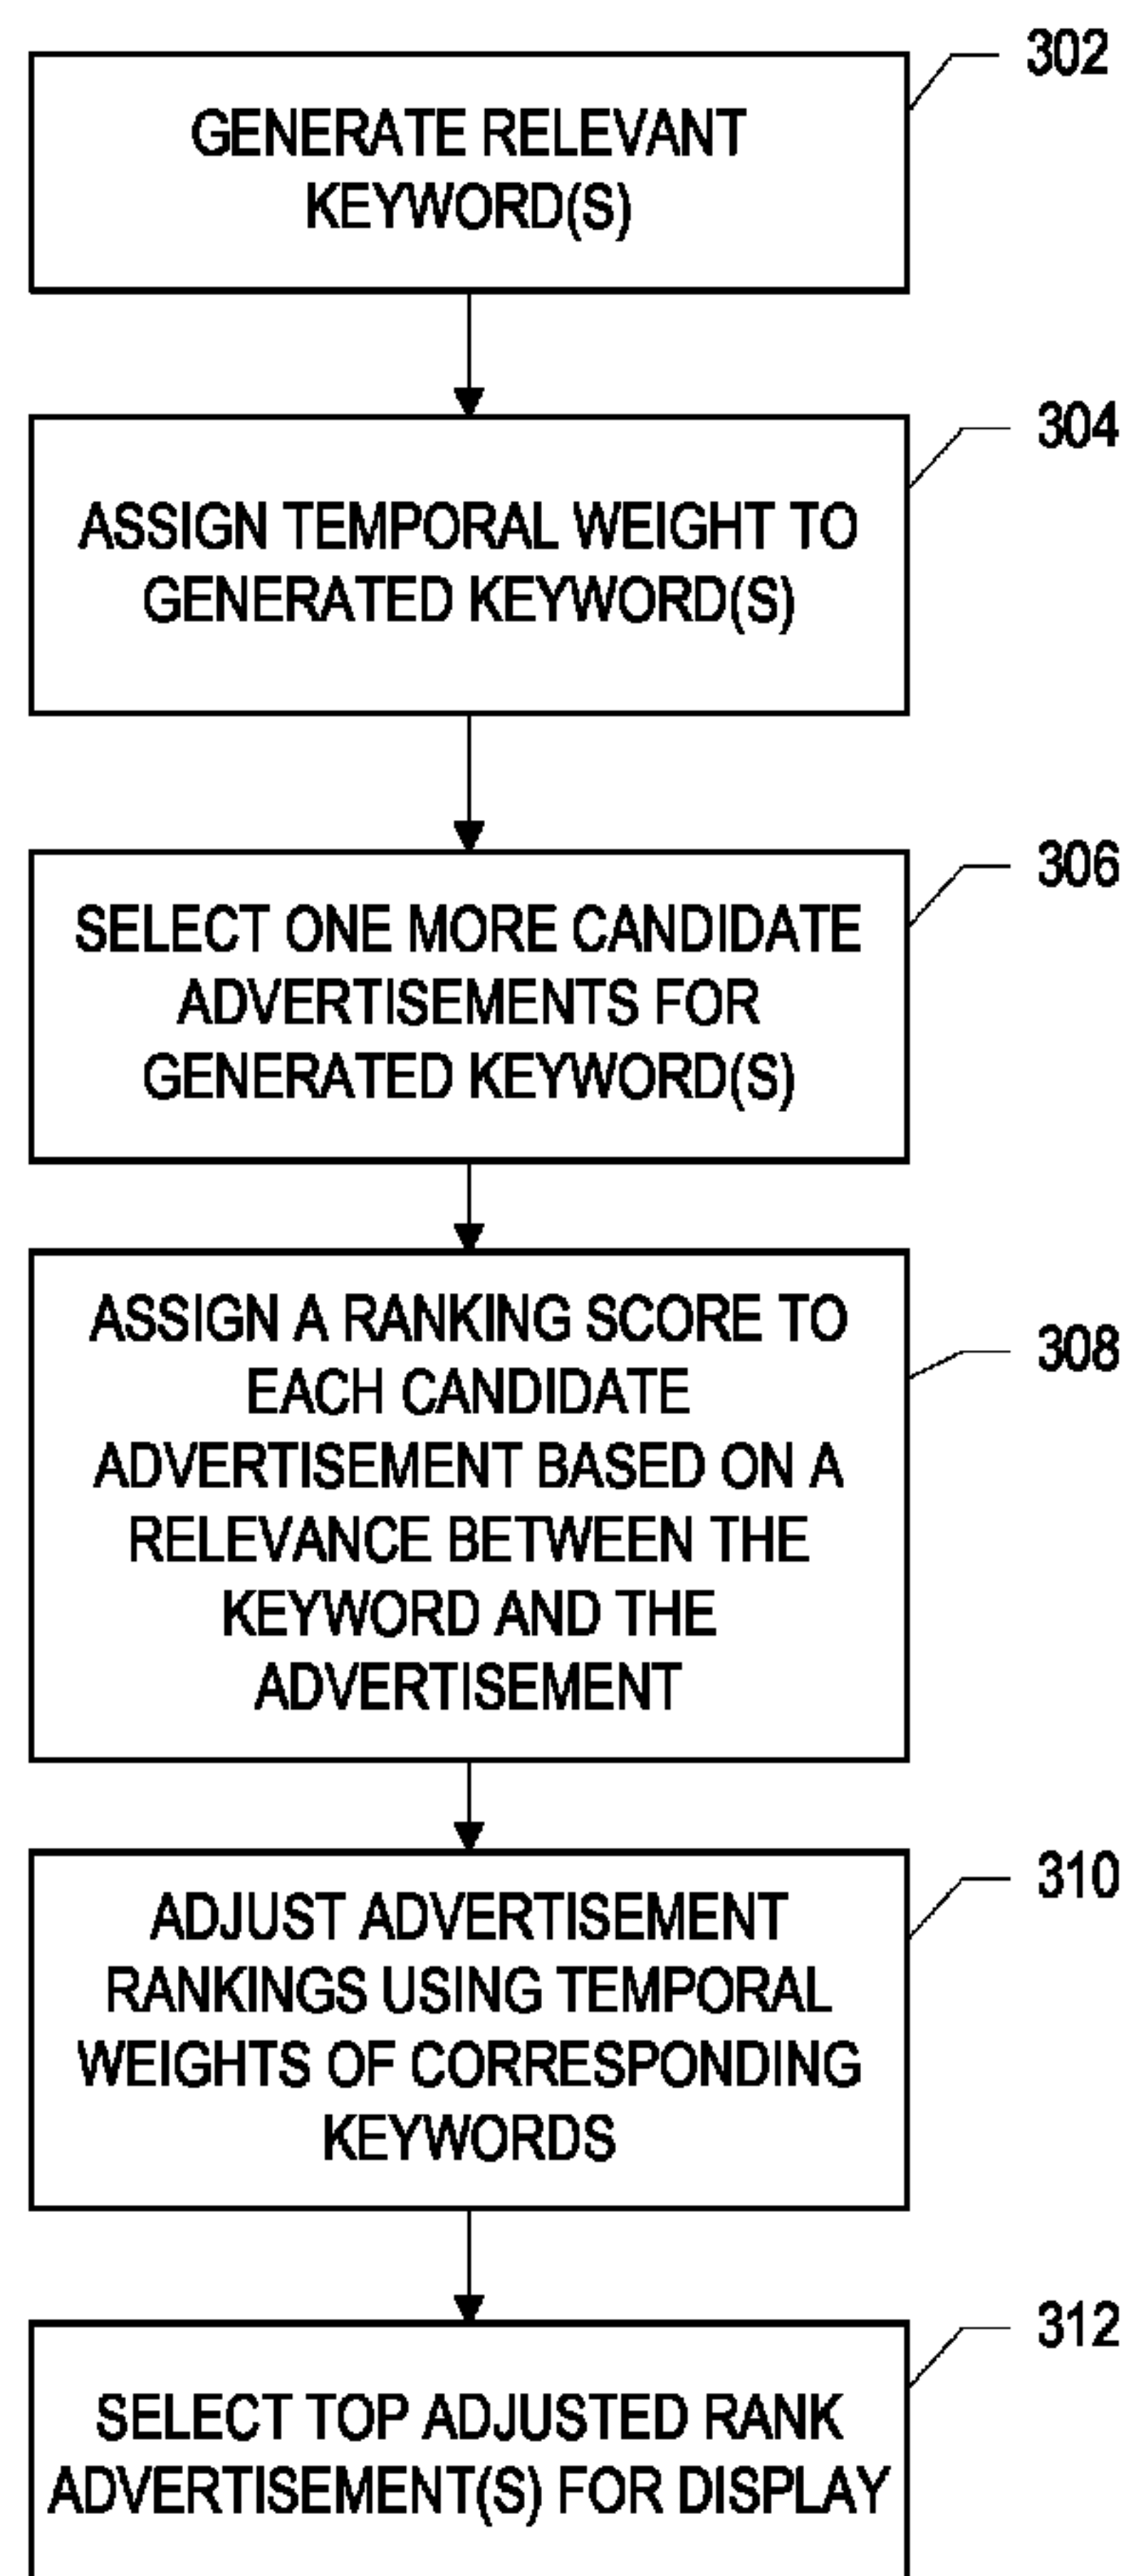 302
GENERATE RELEVANT
KEYWORD(S)
304
ASSIGN TEMPORAL WEIGHT TO
GENERATED KEYWORD(S)
306
SELECT ONE MORE CANDIDATE
ADVERTISEMENTS FOR
GENERATED KEYWORD(S)
308
ASSIGN A RANKING SCORE TO
EACH CANDIDATE
ADVERTISEMENT BASED ON A
RELEVANCE BETWEEN THE
KEYWORD AND THE
ADVERTISEMENT
310
ADJUST ADVERTISEMENT
RANKINGS USING TEMPORAL
WEIGHTS OF CORRESPONDING
KEYWORDS
312
SELECT TOP ADJUSTED RANK
ADVERTISEMENT(S) FOR DISPLAY